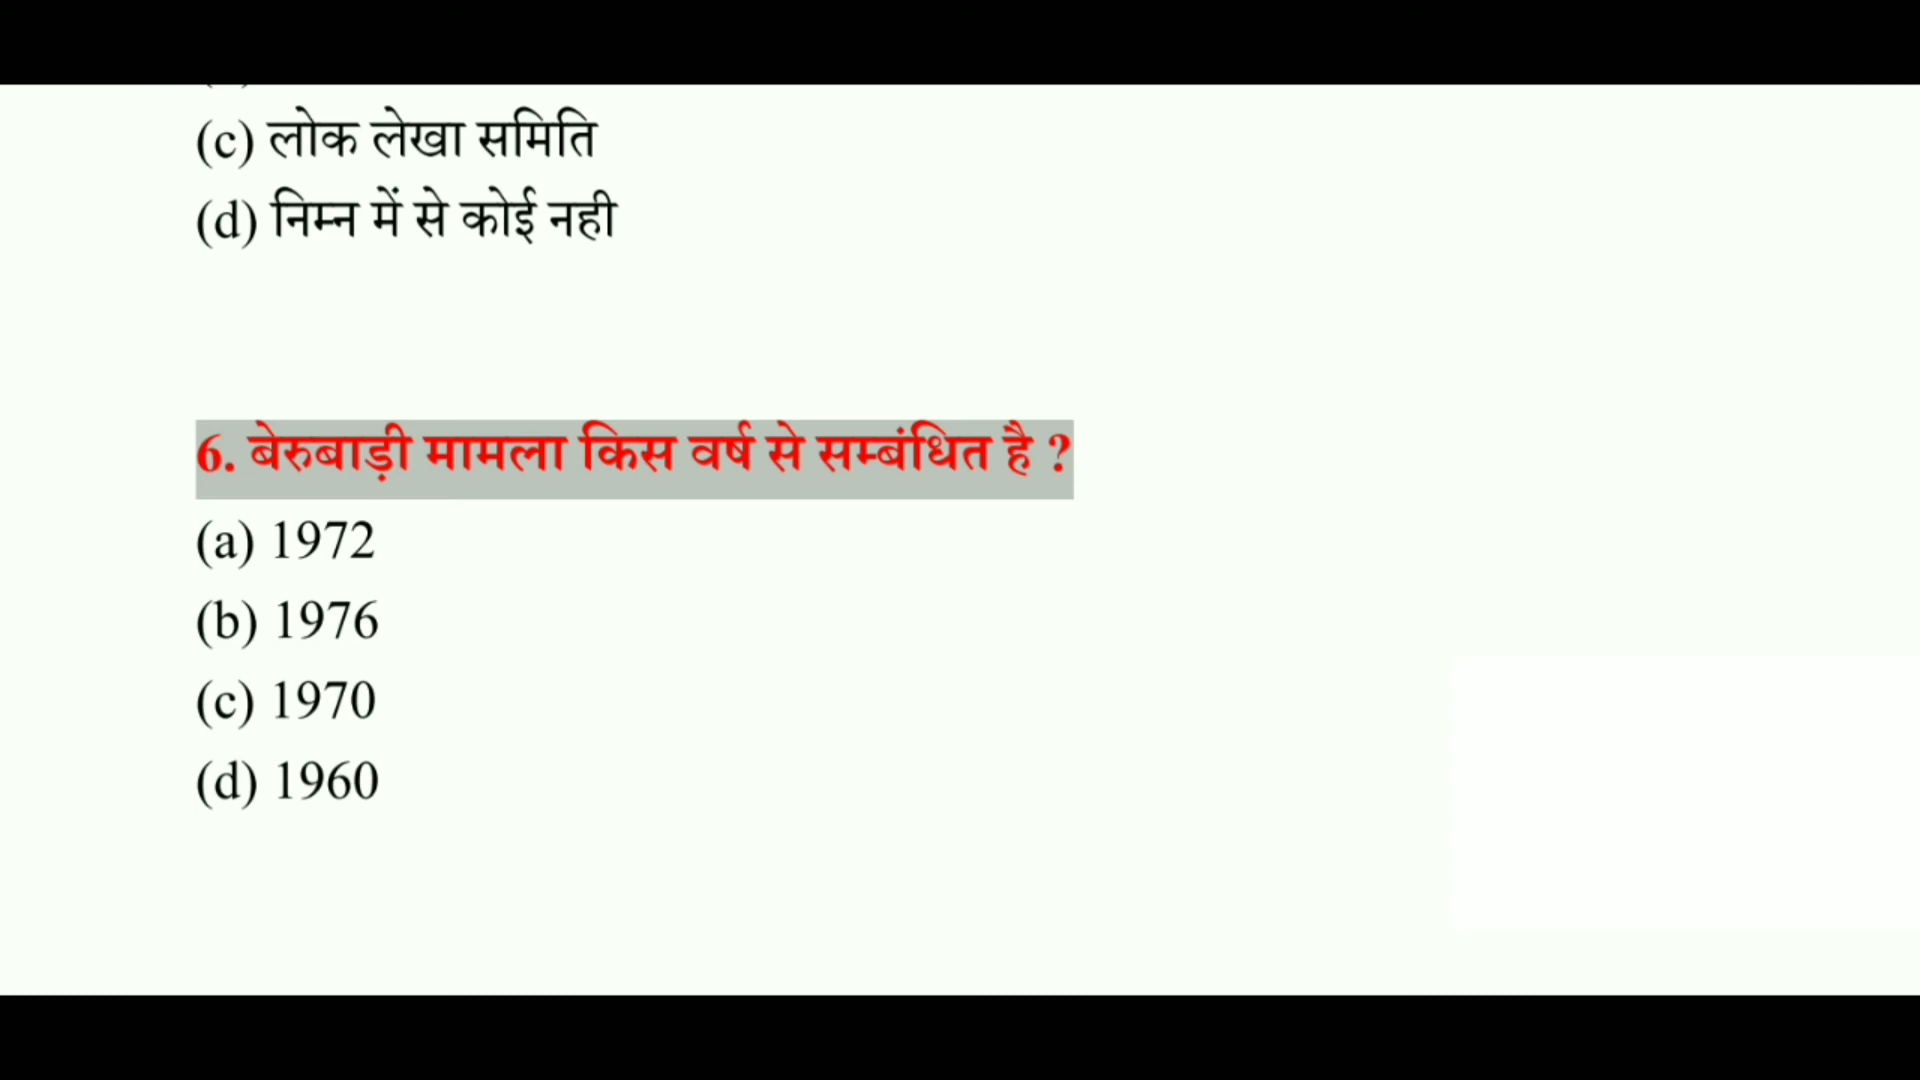 (c) लोक लेखा समिति
(d) निम्न में से कोई नही
6. बेरुबाड़ी मामला किस वर्ष से सम्बंधित है ?
(a) 1972
(b) 1976
(c) 1970
(d) 1960